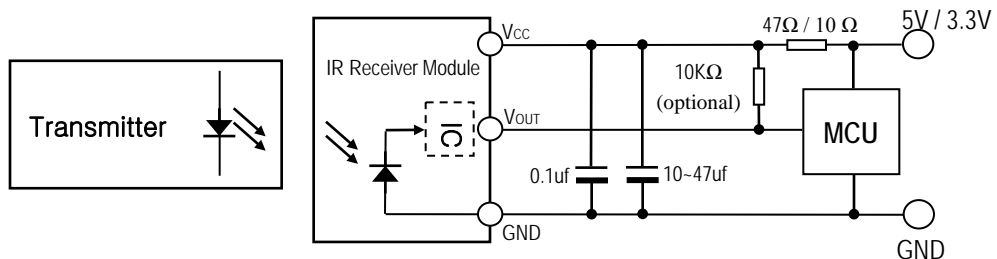 Transmitter
IR Receiver Module
IC
VCC
VOUT
GND
0.1uf
10~47uf
10KΩ
(optional)
47Ω / 10 Ω
5V / 3.3V
MCU
GND